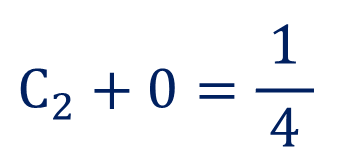 C₂ + 0 = 1/4